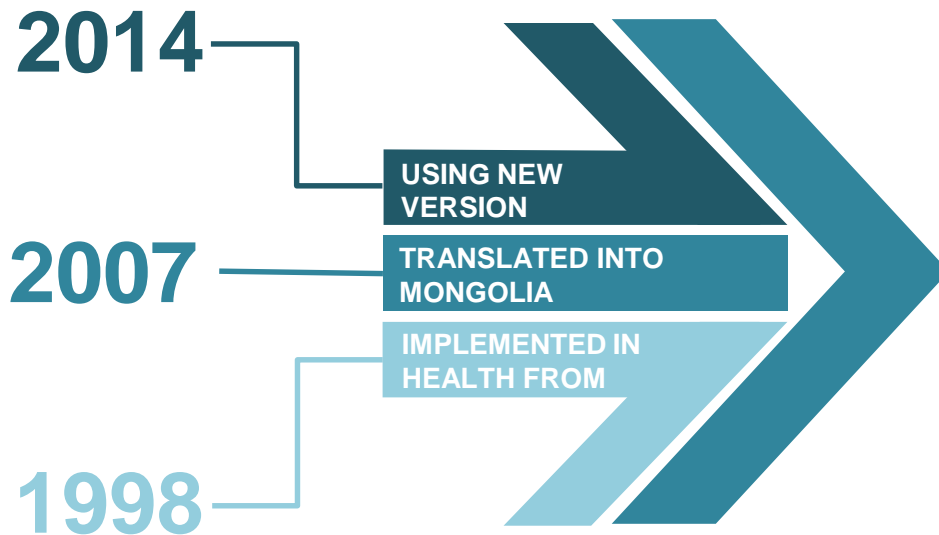 2014
USING NEW
VERSION
2007
TRANSLATED INTO
MONGOLIA
IMPLEMENTED IN
HEALTH FROM
1998